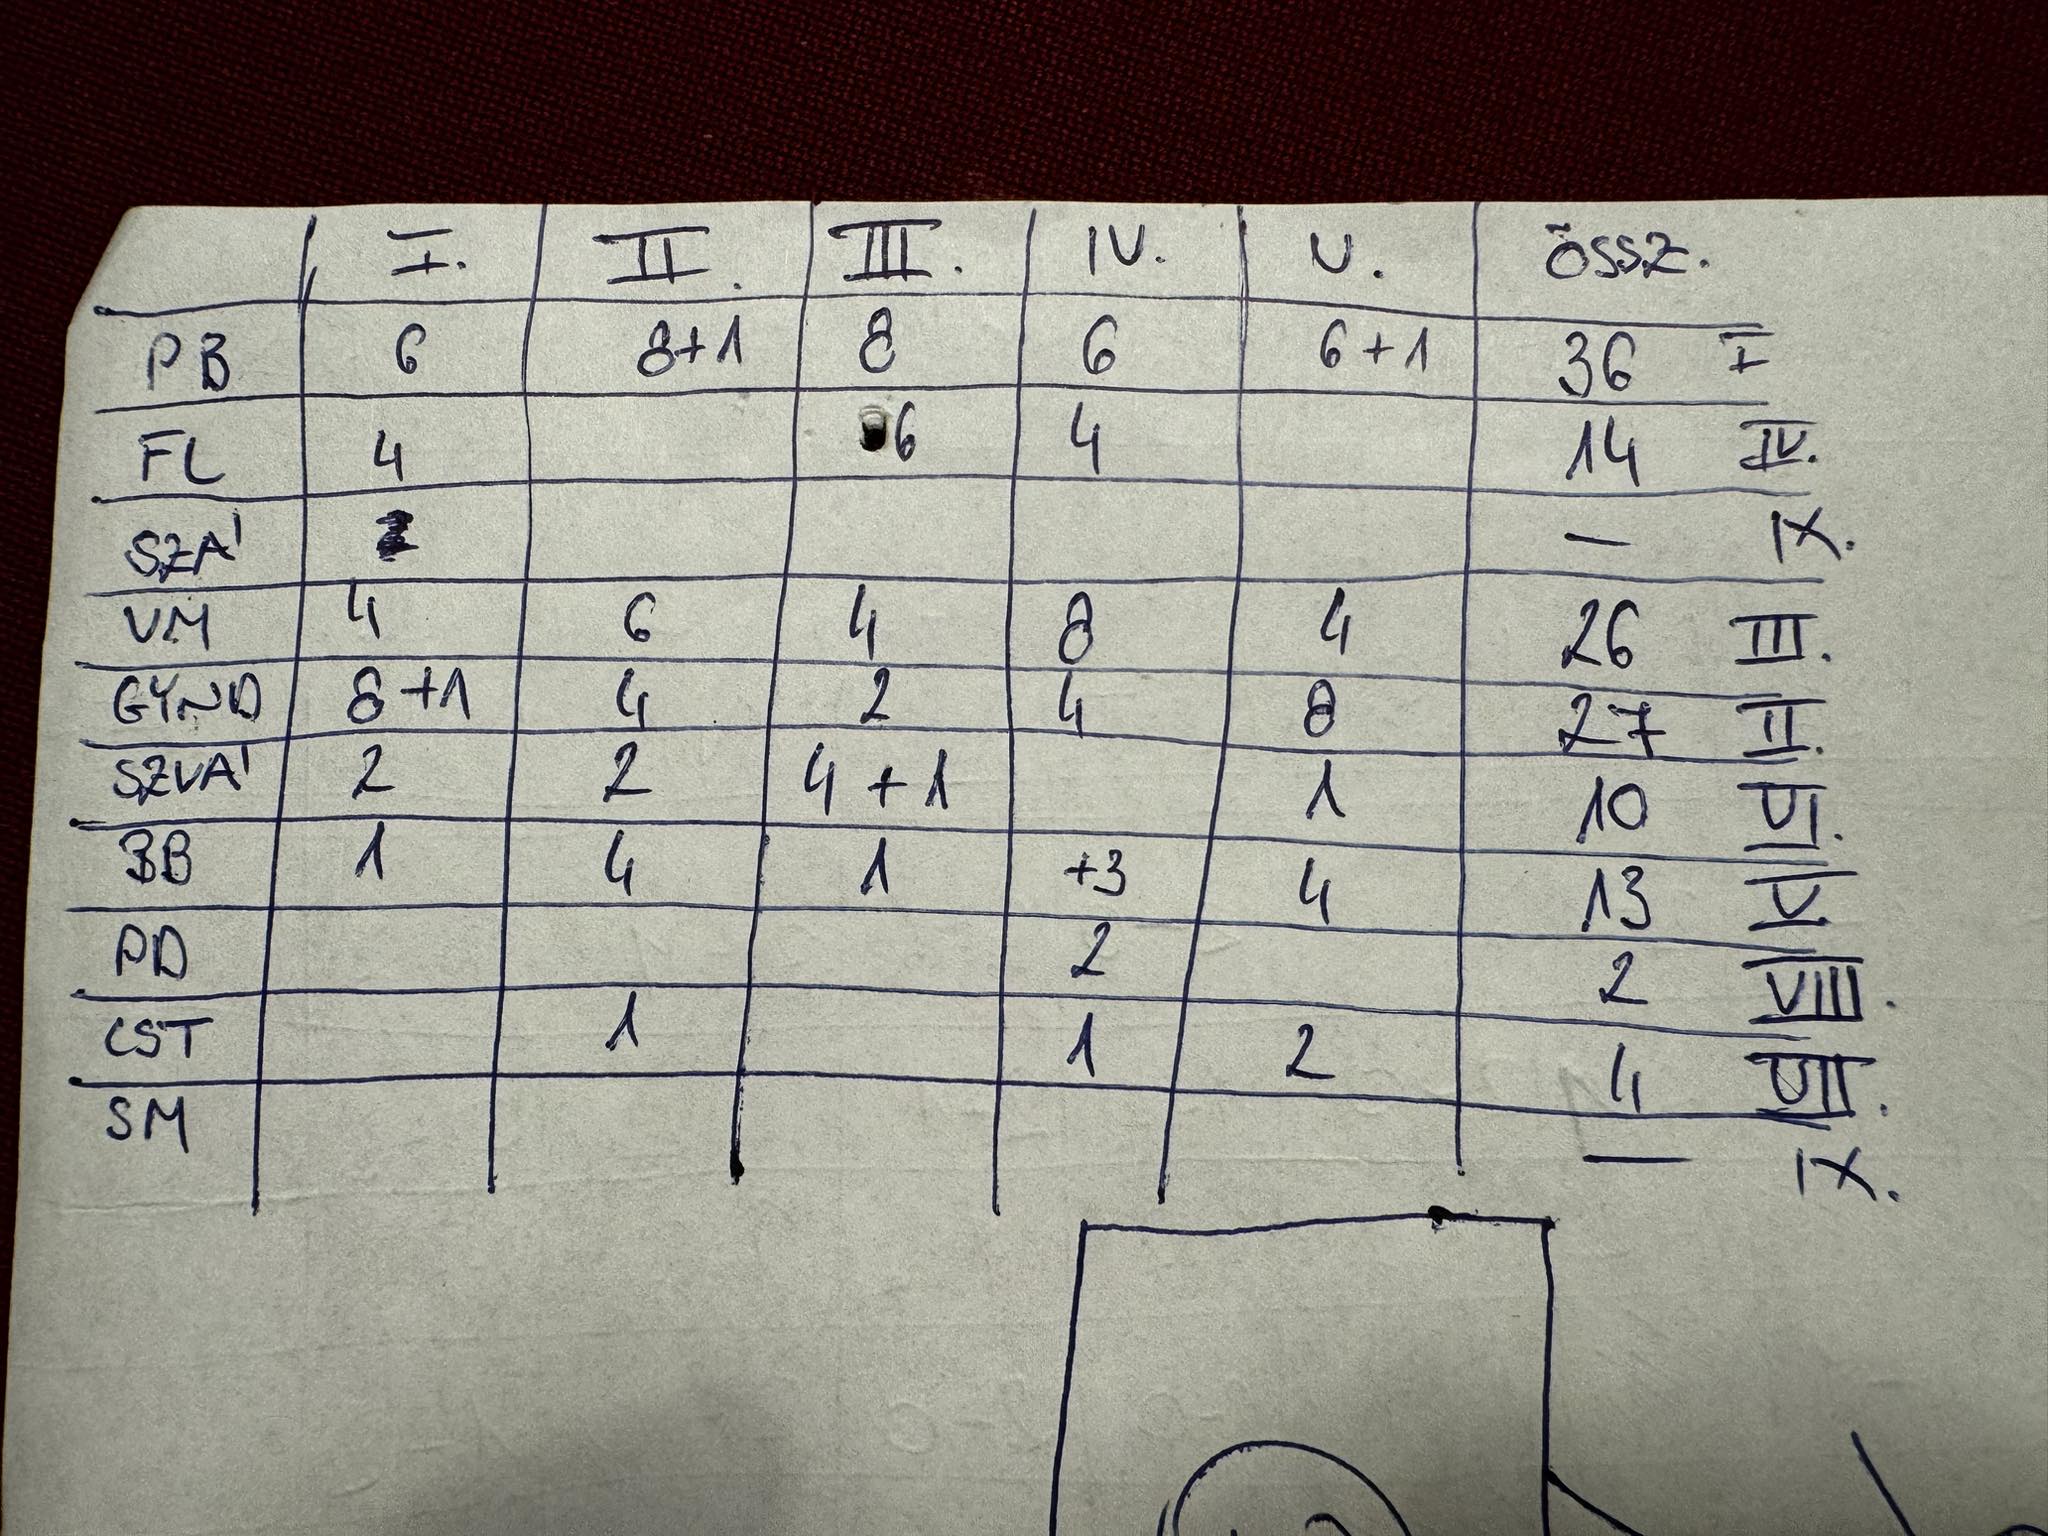 I. II. III. IV. V. ÖSSZ.
PB 6 8+1 8 6 6+1 36 I
FL 4 6 4 14 IV.
SZÁ — IX.
VM 4 6 4 8 4 26 III.
GYND 8+1 4 2 4 8 27 II.
SZVÁ 2 2 4+1 1 10 VI.
BB 1 4 1 +3 4 13 V
PD 2 2 VIII.
CST 1 1 2 4 VII.
SM — IX.